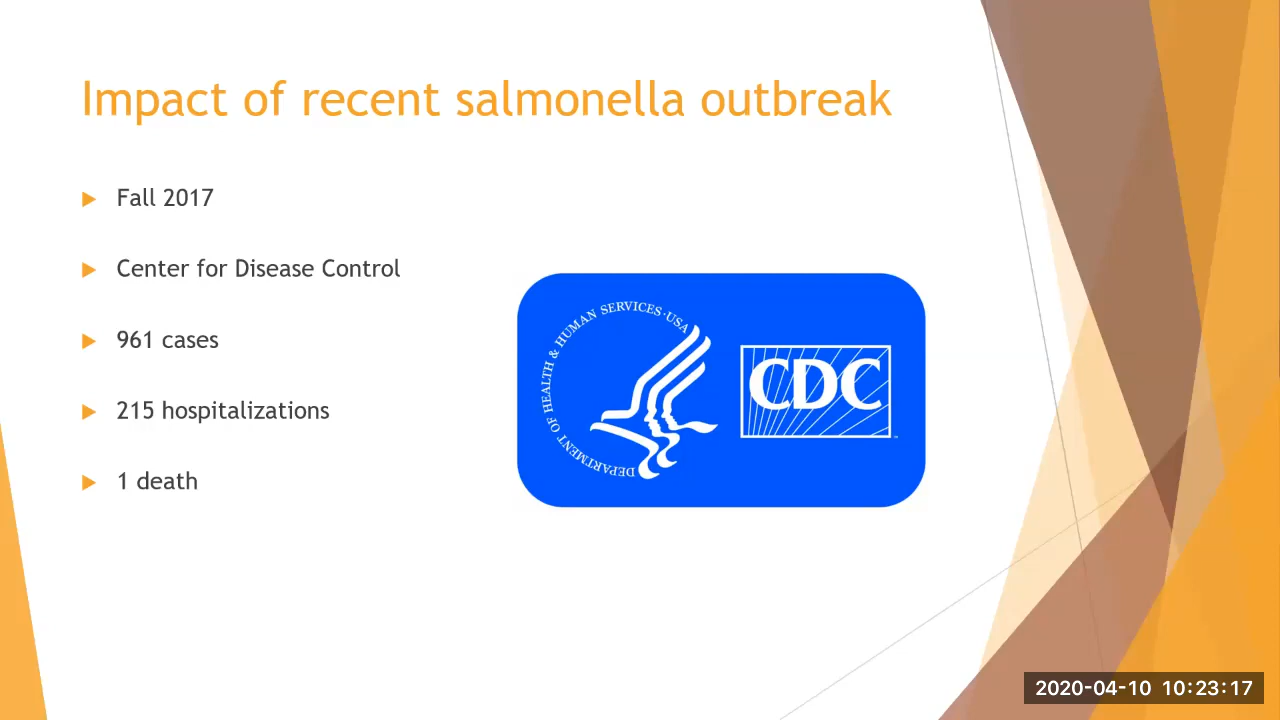 Impact of recent salmonella outbreak
Fall 2017
Center for Disease Control
961 cases
215 hospitalizations
1 death
DEPARTMENT OF HEALTH & HUMAN SERVICES·USA
CDC
2020-04-10 10:23:17